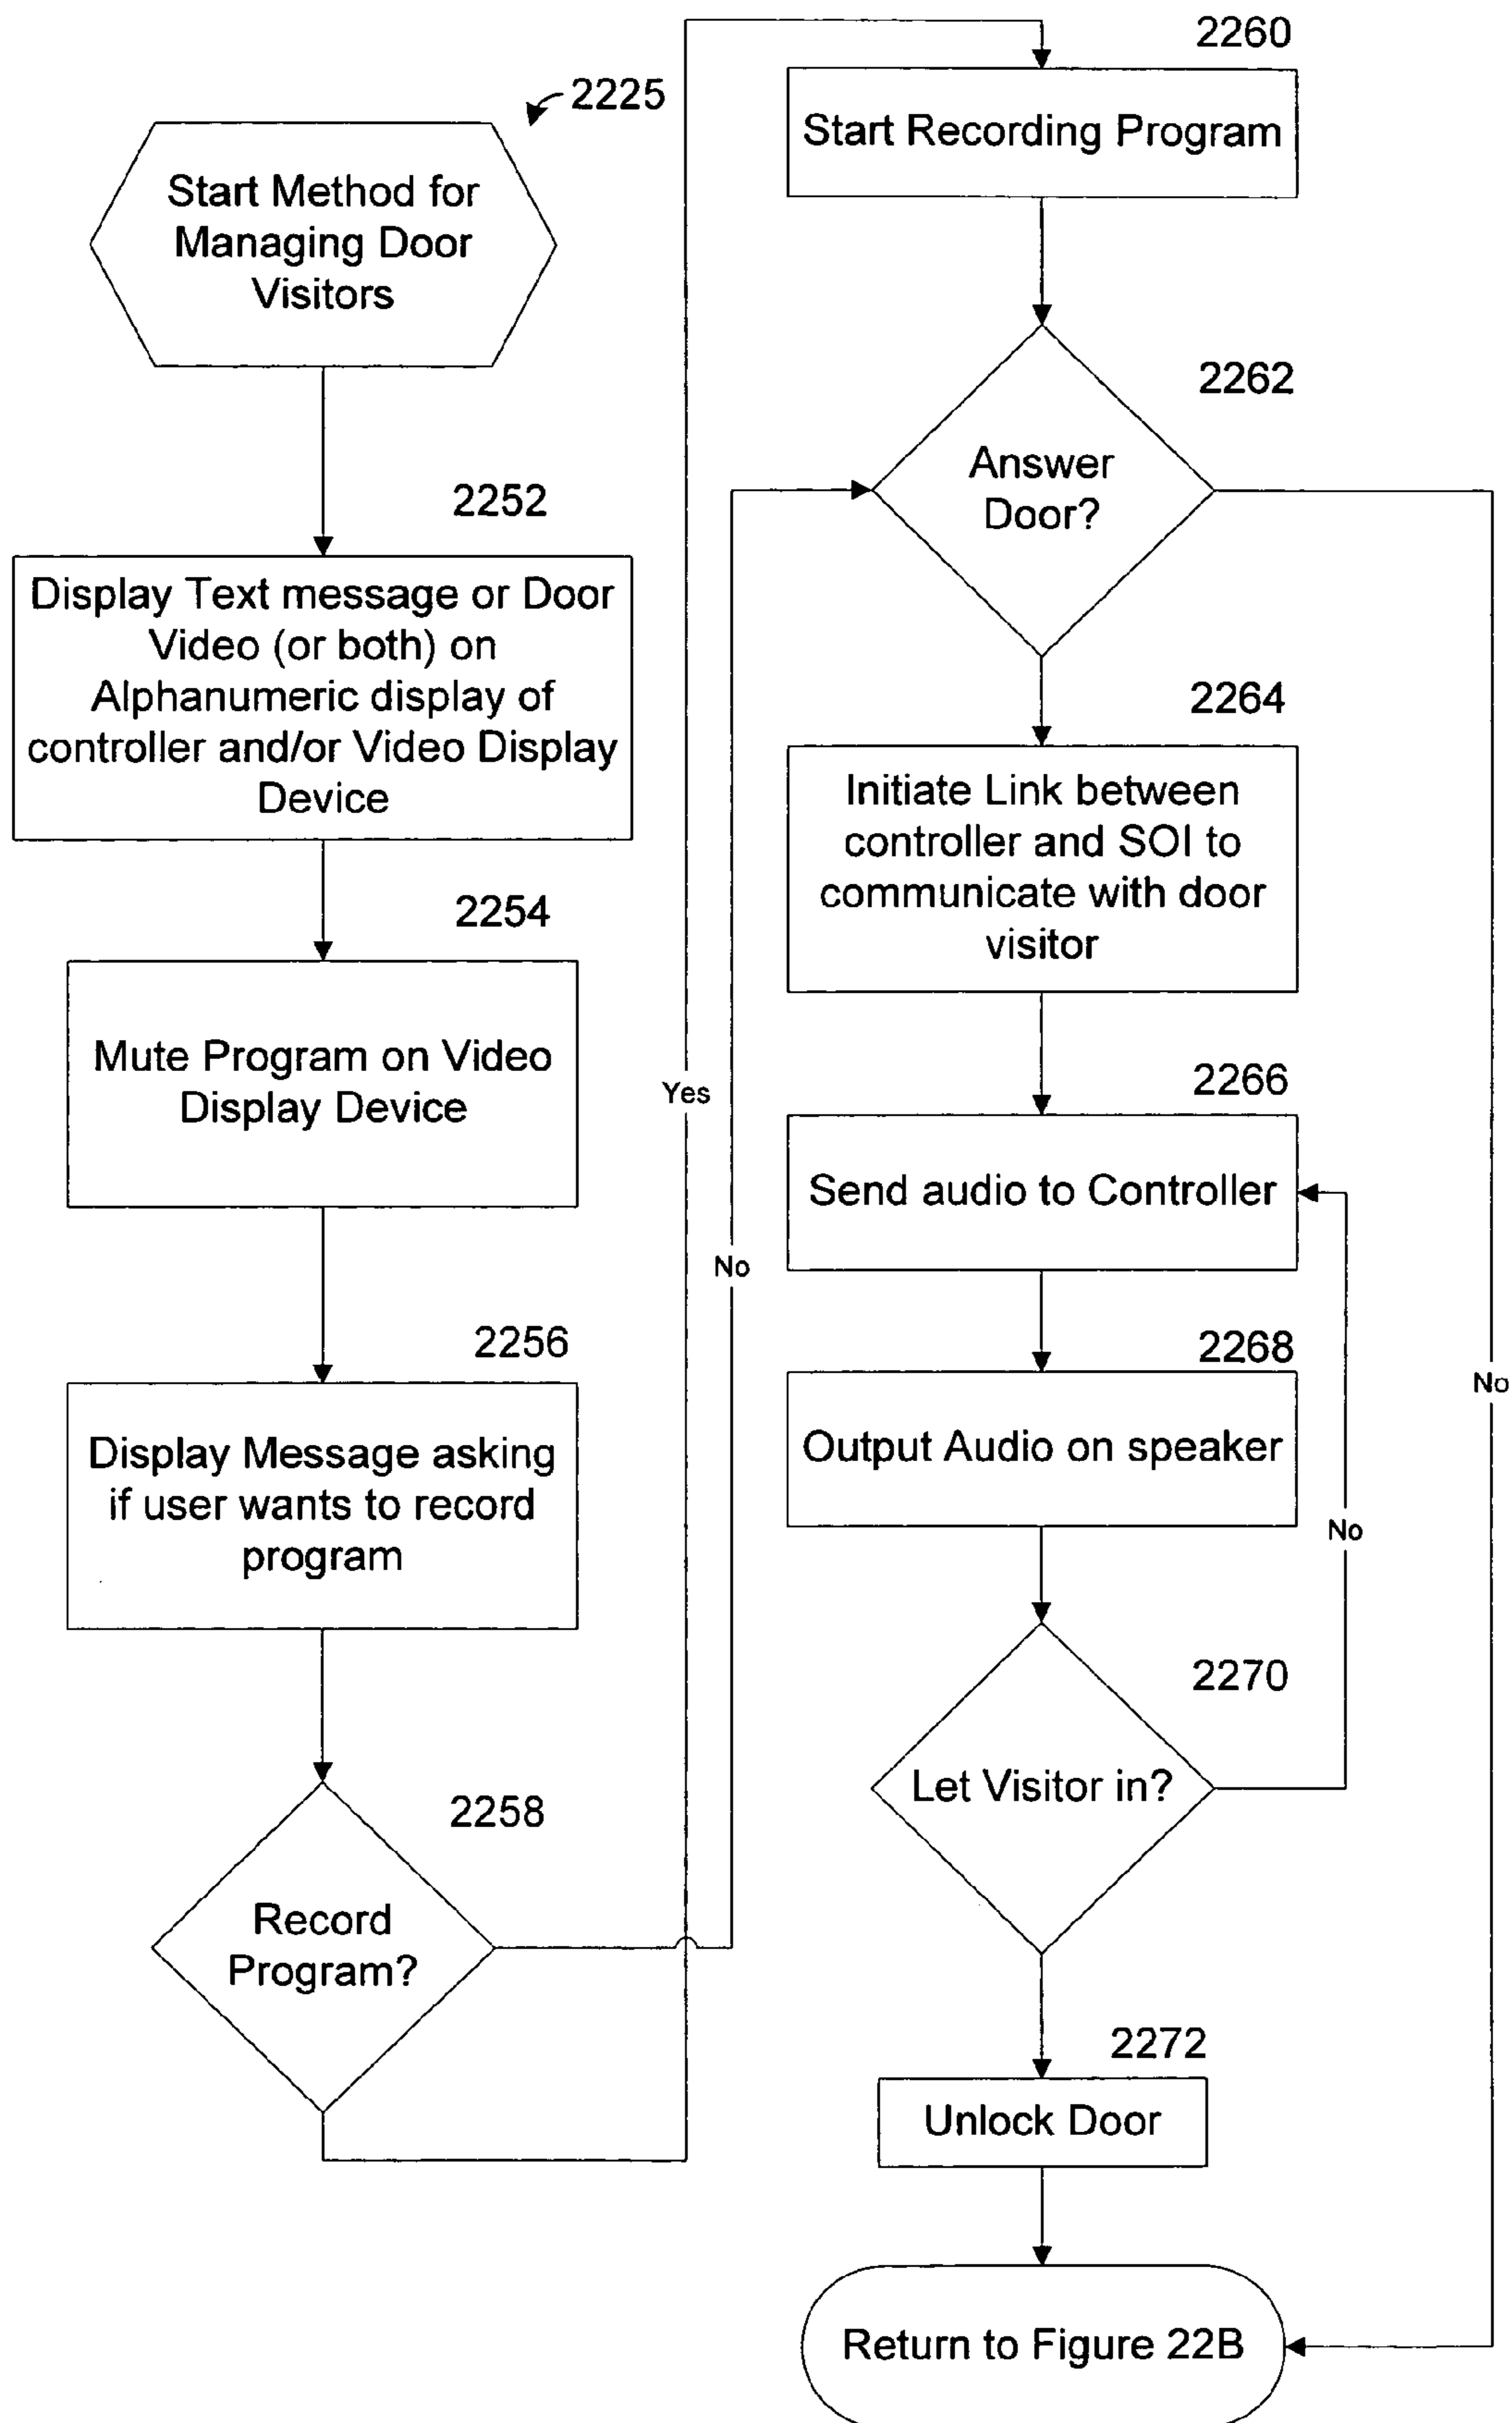 2225
Start Method for
Managing Door
Visitors
2252
Display Text message or Door
Video (or both) on
Alphanumeric display of
controller and/or Video Display
Device
2254
Mute Program on Video
Display Device
2256
Display Message asking
if user wants to record
program
2258
Record
Program?
Yes
No
2260
Start Recording Program
2262
Answer
Door?
2264
Initiate Link between
controller and SOI to
communicate with door
visitor
2266
Send audio to Controller
2268
Output Audio on speaker
No
No
2270
Let Visitor in?
2272
Unlock Door
Return to Figure 22B